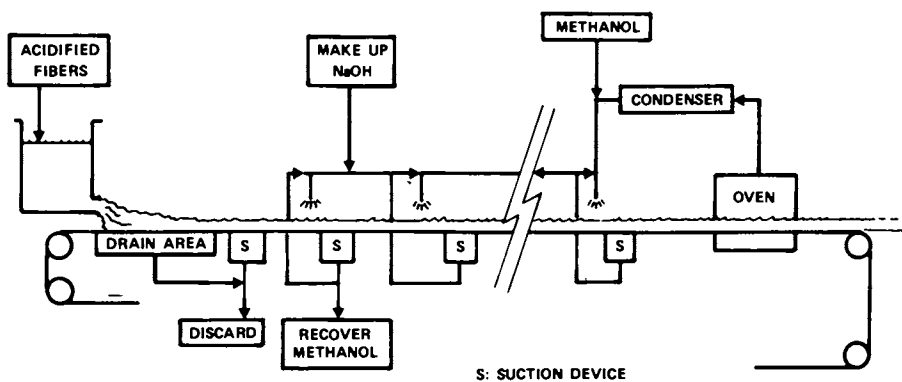 ACIDIFIED
FIBERS
MAKE UP
NaOH
METHANOL
CONDENSER
OVEN
DRAIN AREA
S
S
S
S
DISCARD
RECOVER
METHANOL
S: SUCTION DEVICE